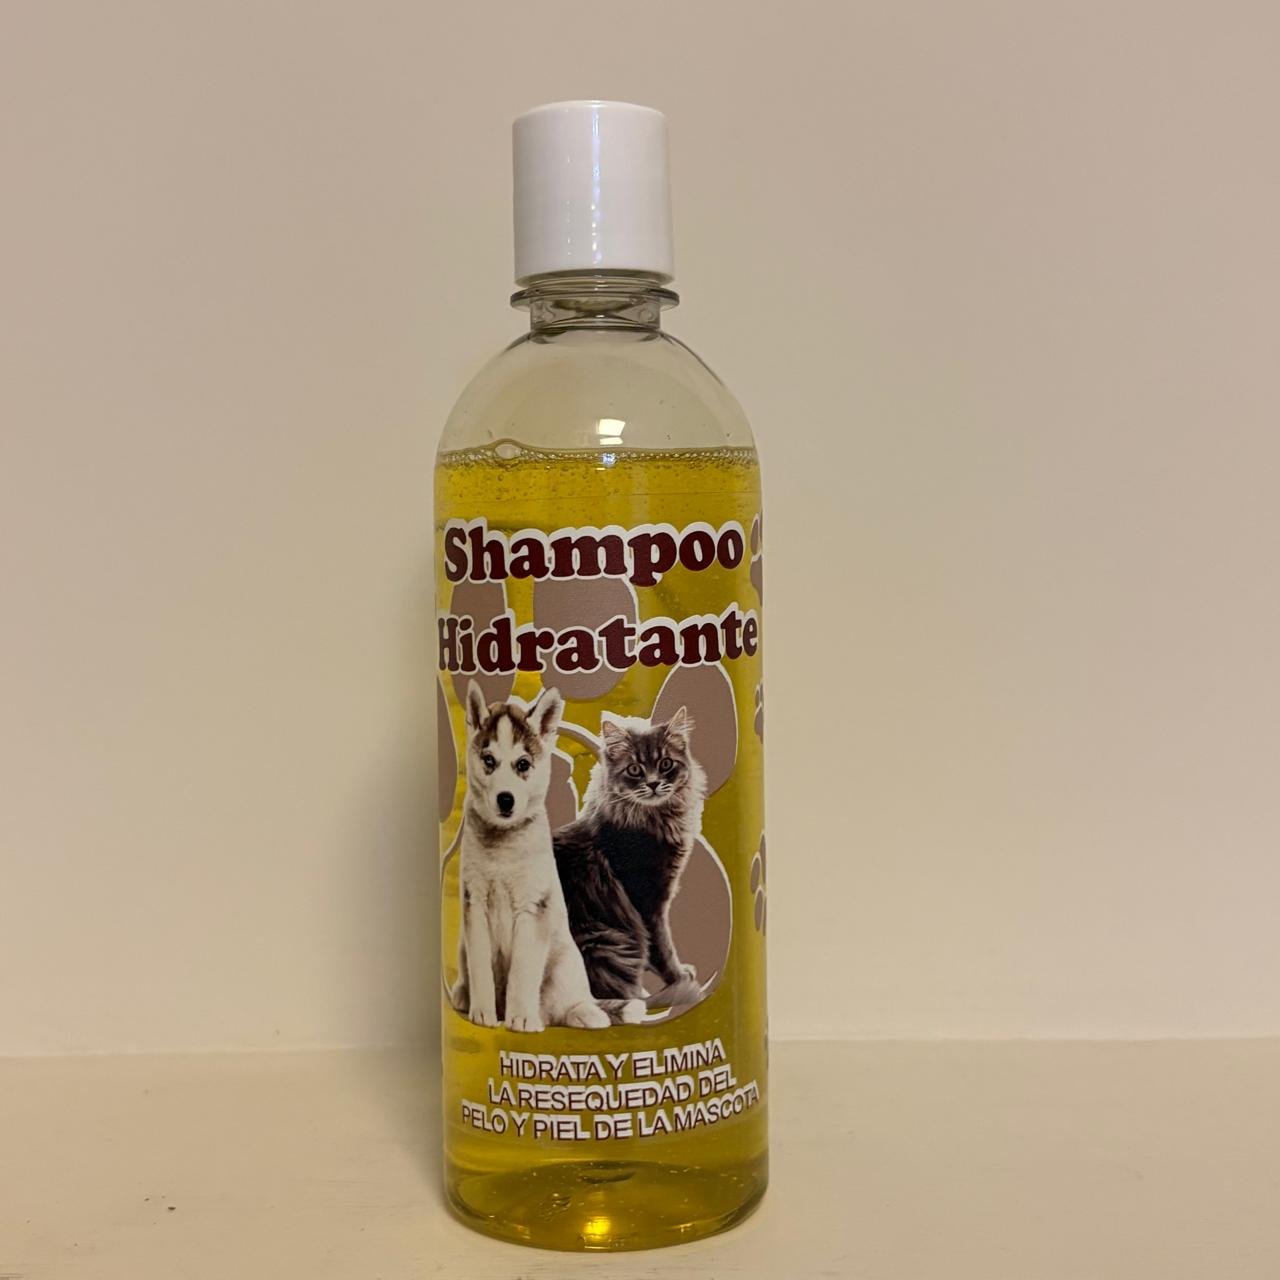 Shampoo
Hidratante
HIDRATA Y ELIMINA
LA RESEQUEDAD DEL
PELO Y PIEL DE LA MASCOTA